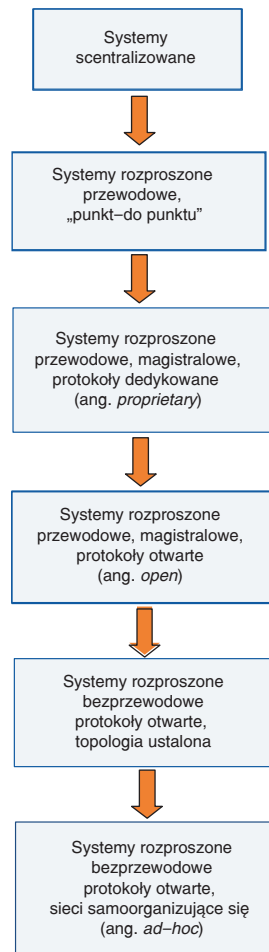 Systemy
scentralizowane
Systemy rozproszone
przewodowe,
„punkt–do punktu”
Systemy rozproszone
przewodowe, magistralowe,
protokoły dedykowane
(ang. proprietary)
Systemy rozproszone
przewodowe, magistralowe,
protokoły otwarte
(ang. open)
Systemy rozproszone
bezprzewodowe
protokoły otwarte,
topologia ustalona
Systemy rozproszone
bezprzewodowe
protokoły otwarte,
sieci samoorganizujące się
(ang. ad–hoc)